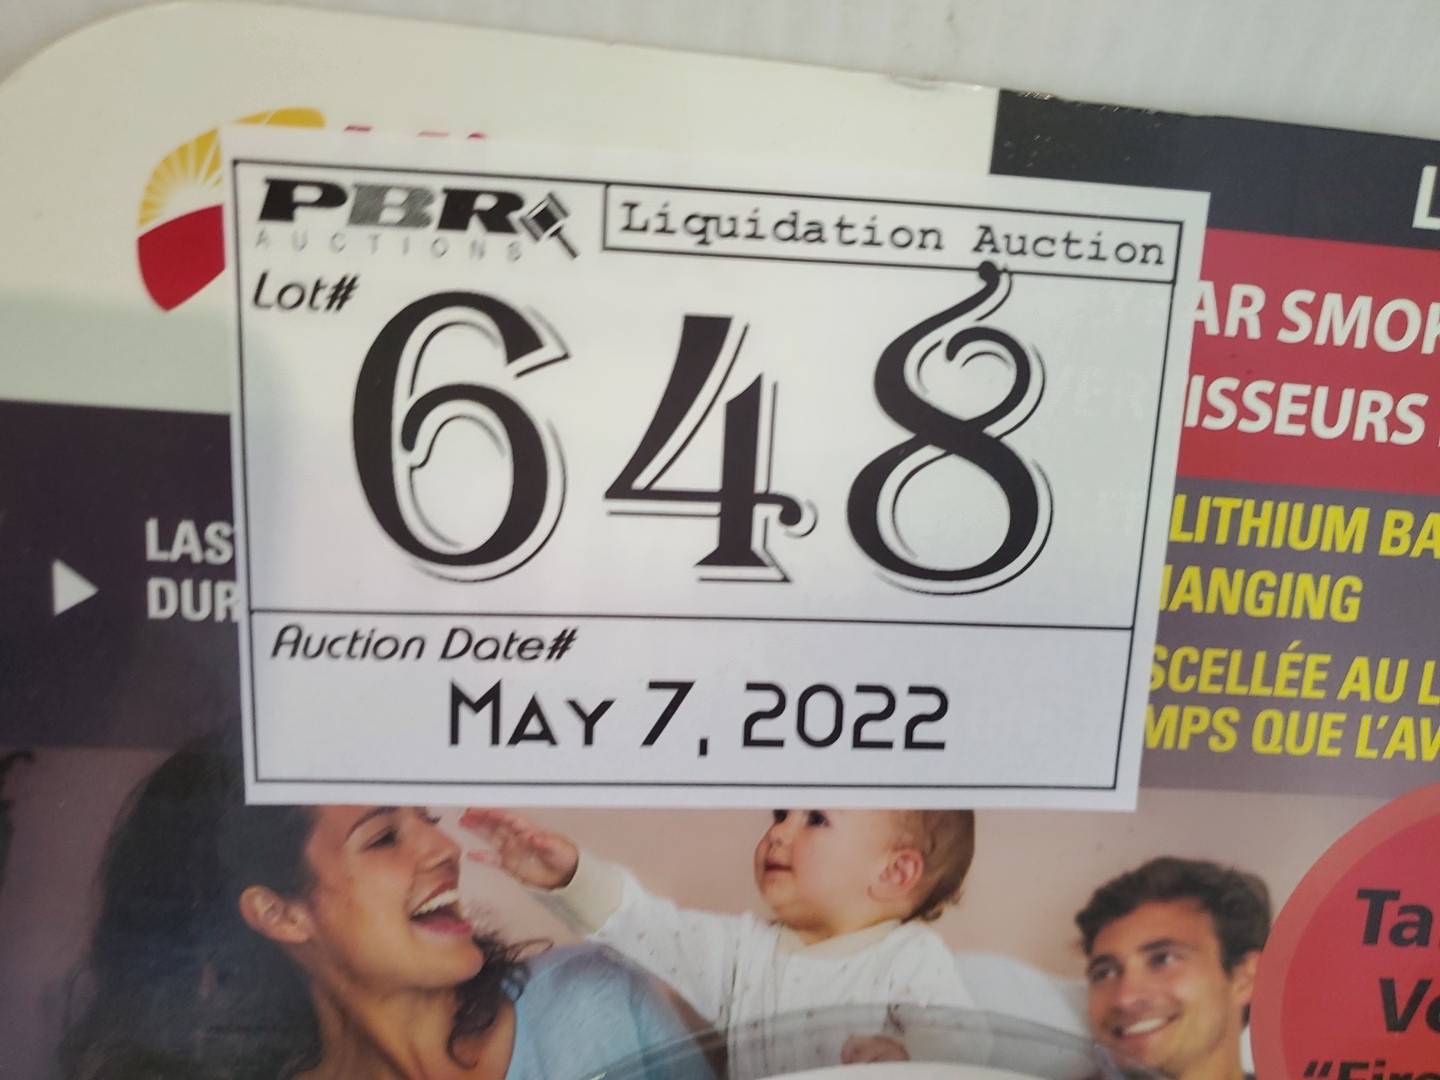 PBR
AUCTIONS
Liquidation Auction
Lot#
648
Auction Date#
May 7, 2022
AR SMO
ISSEURS
LITHIUM BA
HANGING
SCELLÉE AU L
MPS QUE L'AV
LAS
DUR
Ta
Ve
"Fire